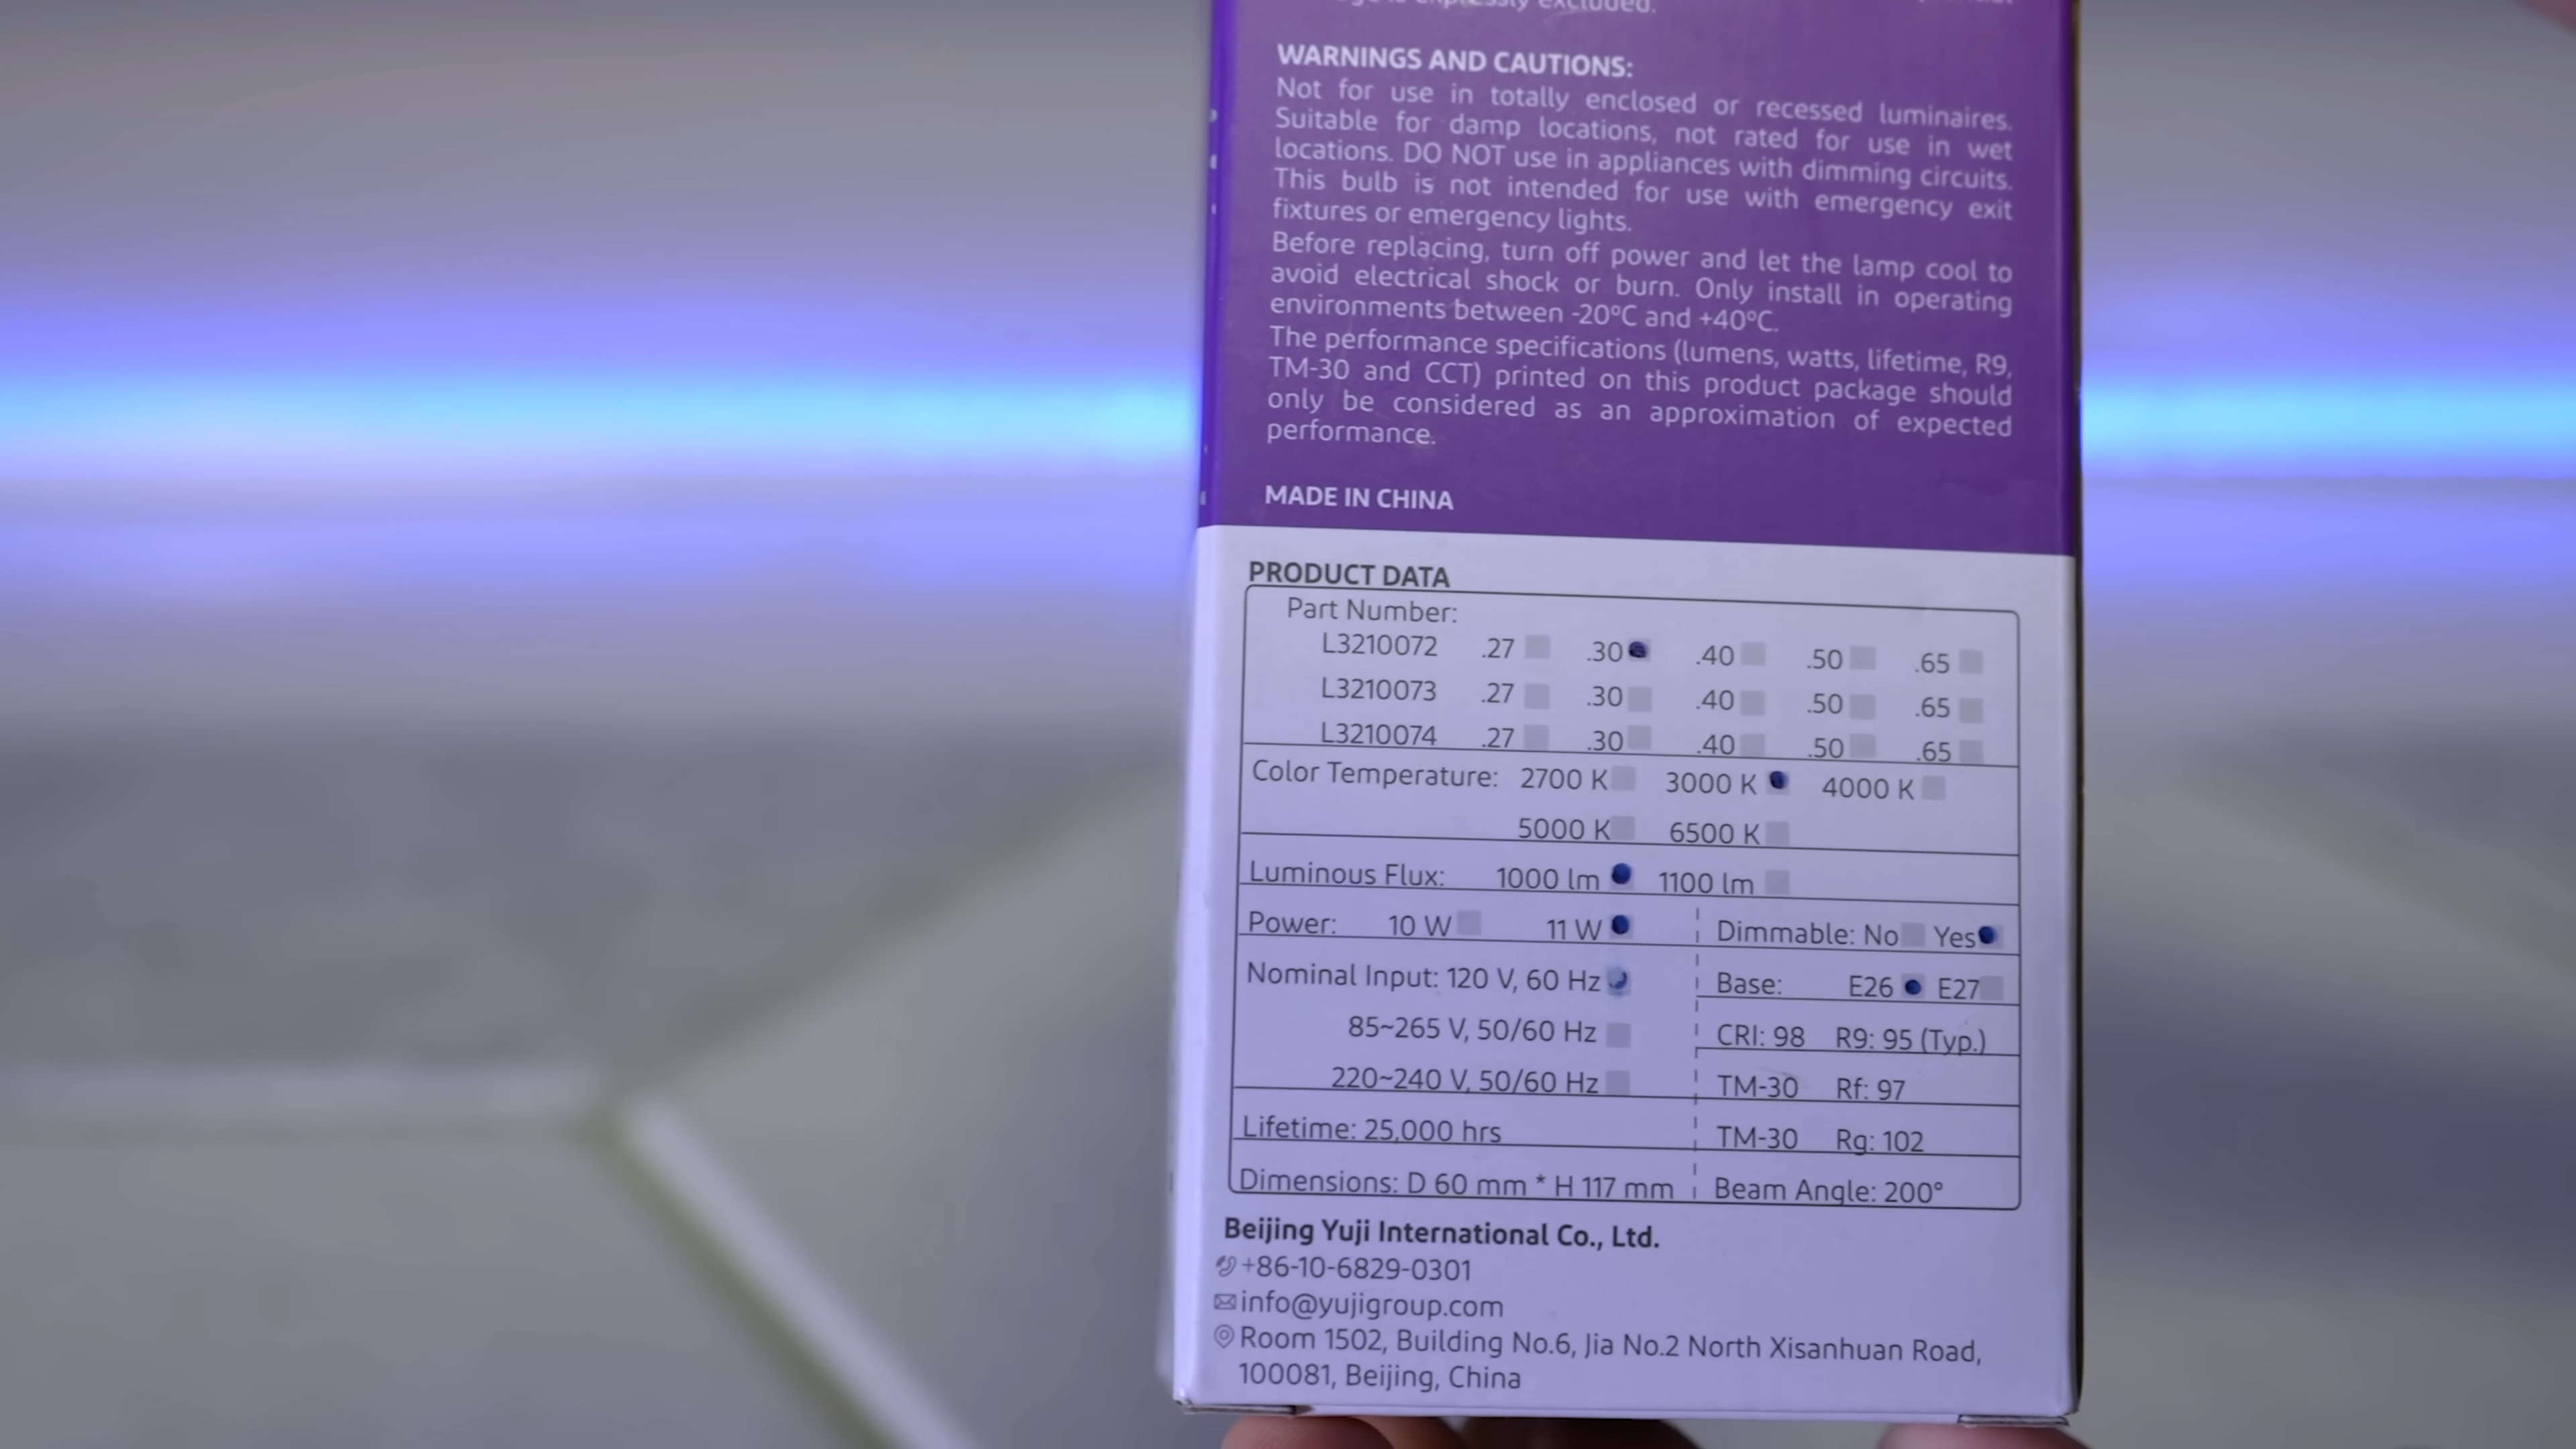 expressly excluded.
WARNINGS AND CAUTIONS:
Not for use in totally enclosed or recessed luminaires.
Suitable for damp locations, not rated for use in wet
locations. DO NOT use in appliances with dimming circuits.
This bulb is not intended for use with emergency exit
fixtures or emergency lights.
Before replacing, turn off power and let the lamp cool to
avoid electrical shock or burn. Only install in operating
environments between -20°C and +40°C.
The performance specifications (lumens, watts, lifetime, R9,
TM-30 and CCT) printed on this product package should
only be considered as an approximation of expected
performance.
MADE IN CHINA
PRODUCT DATA
Part Number:
L3210072 .27 .30 .40 .50 .65
L3210073 .27 .30 .40 .50 .65
L3210074 .27 .30 .40 .50 .65
Color Temperature: 2700 K 3000 K 4000 K
5000 K 6500 K
Luminous Flux: 1000 lm 1100 lm
Power: 10 W 11 W Dimmable: No Yes
Nominal Input: 120 V, 60 Hz Base: E26 E27
85~265 V, 50/60 Hz CRI: 98 R9: 95 (Typ.)
220~240 V, 50/60 Hz TM-30 Rf: 97
Lifetime: 25,000 hrs TM-30 Rg: 102
Dimensions: D 60 mm * H 117 mm Beam Angle: 200°
Beijing Yuji International Co., Ltd.
+86-10-6829-0301
info@yujigroup.com
Room 1502, Building No.6, Jia No.2 North Xisanhuan Road,
100081, Beijing, China